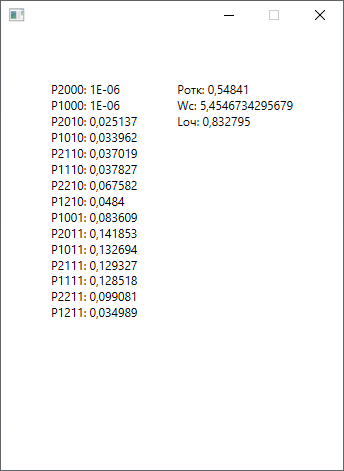 P2000: 1E-06
P1000: 1E-06
P2010: 0,025137
P1010: 0,033962
P2110: 0,037019
P1110: 0,037827
P2210: 0,067582
P1210: 0,0484
P1001: 0,083609
P2011: 0,141853
P1011: 0,132694
P2111: 0,129327
P1111: 0,128518
P2211: 0,099081
P1211: 0,034989
Pотк: 0,54841
Wc: 5,4546734295679
Lоч: 0,832795